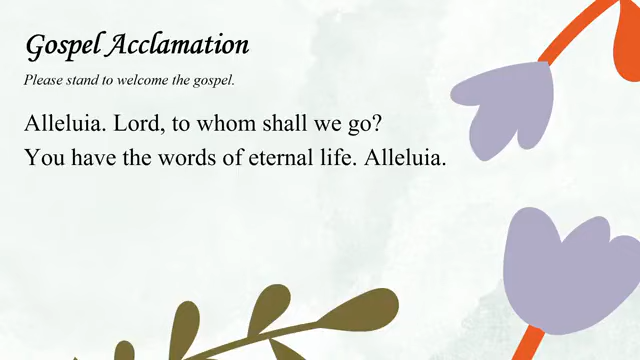 Gospel Acclamation
Please stand to welcome the gospel.
Alleluia. Lord, to whom shall we go?
You have the words of eternal life. Alleluia.